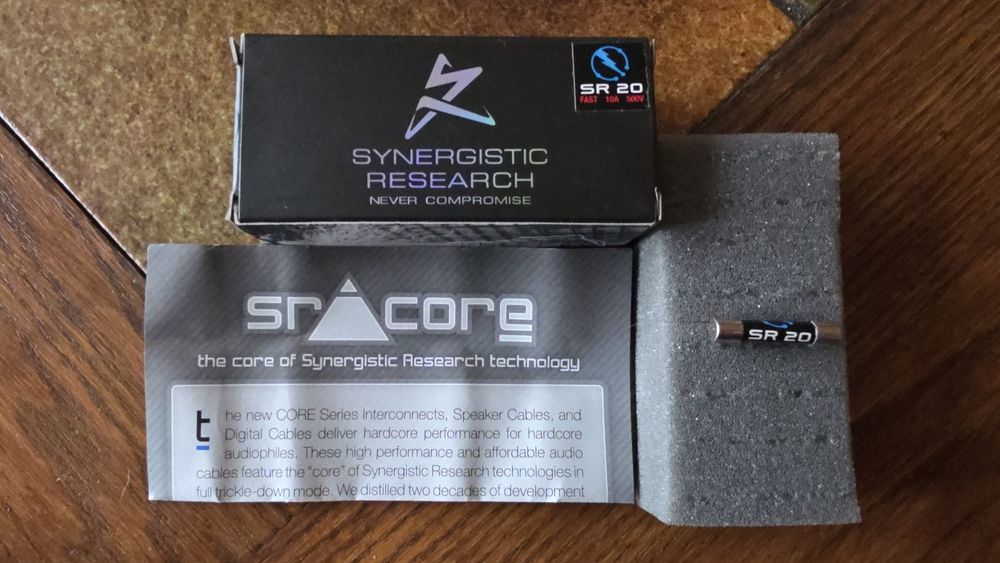 SR 20
FAST 10A 500V
SYNERGISTIC
RESEARCH
NEVER COMPROMISE
sr core
the core of Synergistic Research technology
the new CORE Series Interconnects, Speaker Cables, and
Digital Cables deliver hardcore performance for hardcore
audiophiles. These high performance and affordable audio
cables feature the "core" of Synergistic Research technologies in
full trickle-down mode. We distilled two decades of development
SR 20